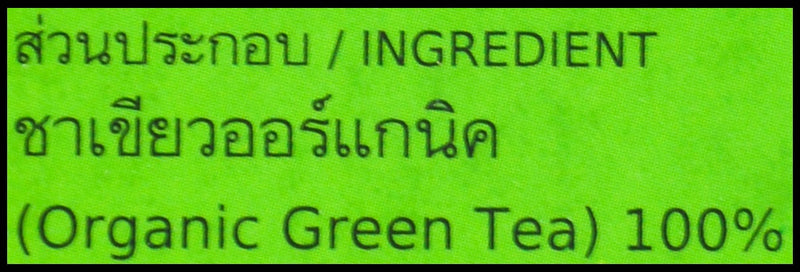 ส่วนประกอบ / INGREDIENT
ชาเขียวออร์แกนิค
(Organic Green Tea) 100%